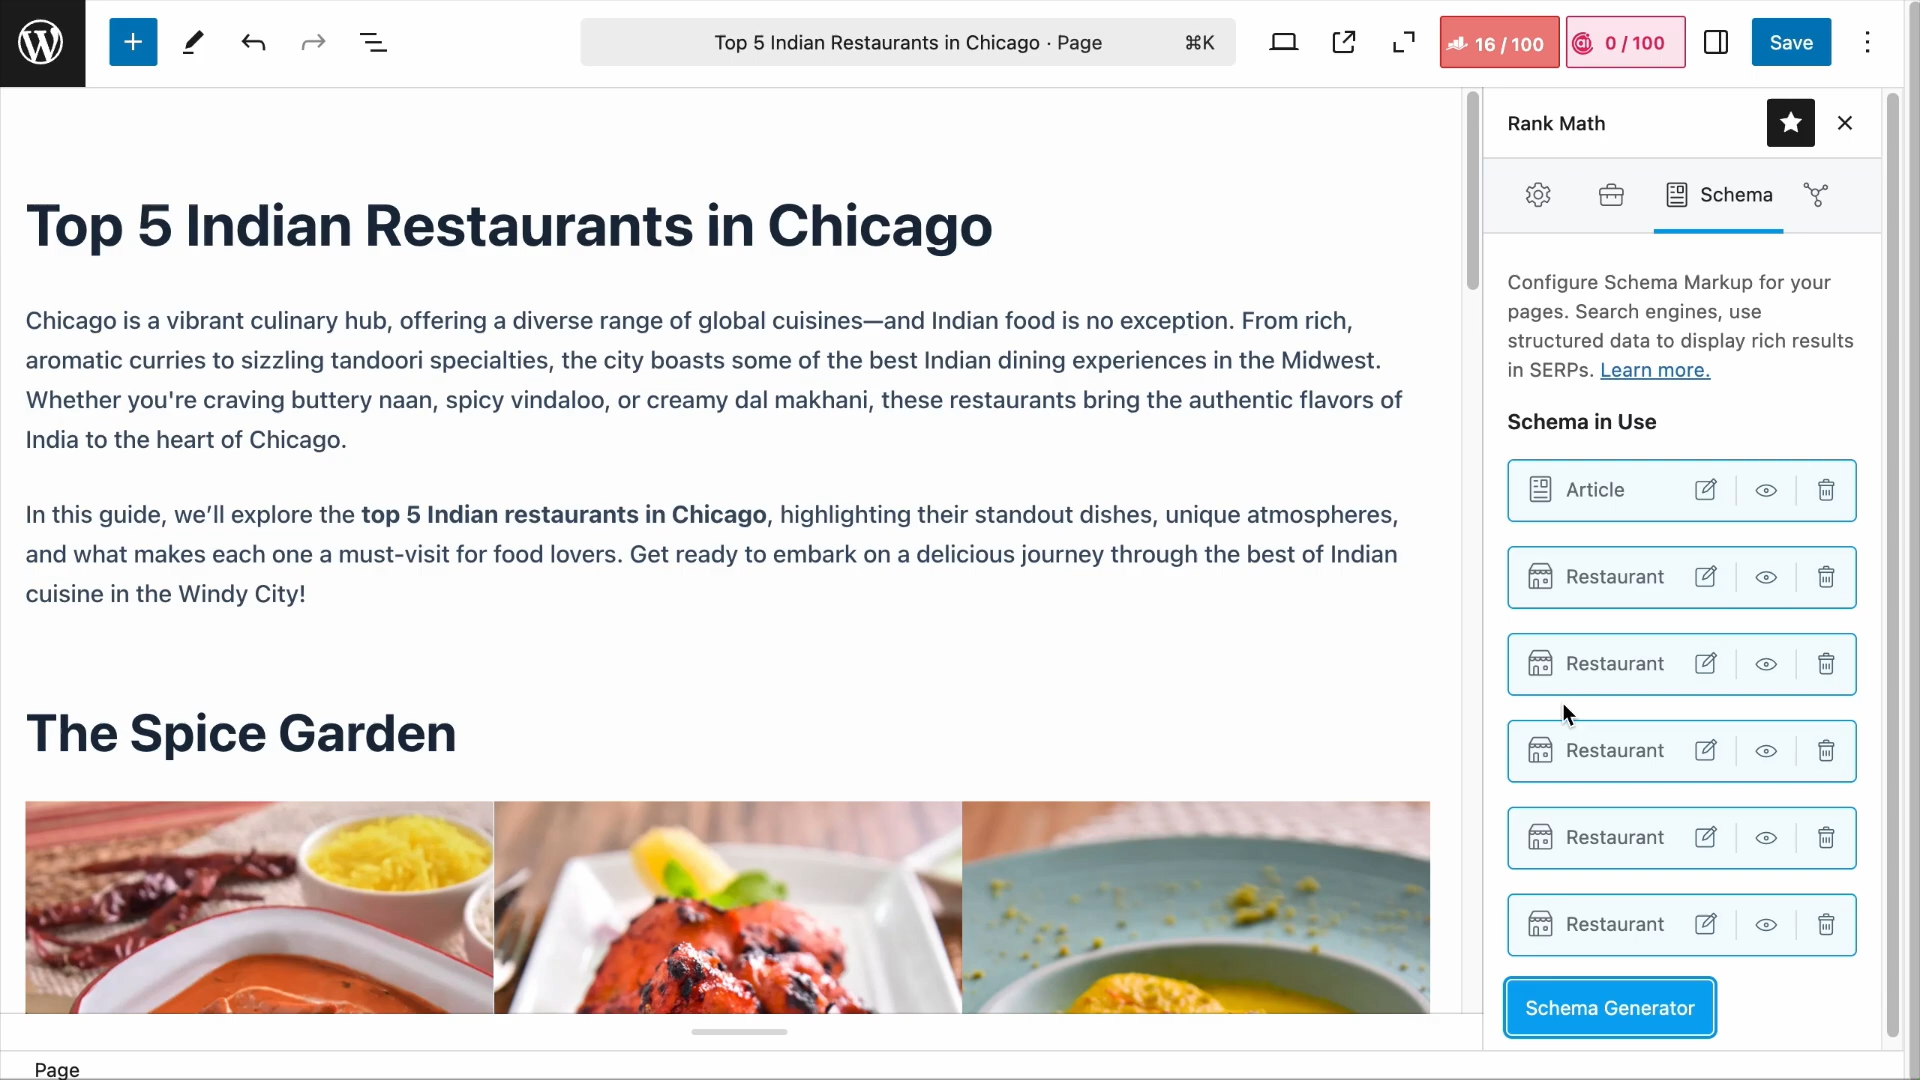 Top 5 Indian Restaurants in Chicago · Page ⌘K
16 / 100
0 / 100
Save
Rank Math
Schema
Top 5 Indian Restaurants in Chicago
Chicago is a vibrant culinary hub, offering a diverse range of global cuisines—and Indian food is no exception. From rich,
aromatic curries to sizzling tandoori specialties, the city boasts some of the best Indian dining experiences in the Midwest.
Whether you're craving buttery naan, spicy vindaloo, or creamy dal makhani, these restaurants bring the authentic flavors of
India to the heart of Chicago.
In this guide, we’ll explore the top 5 Indian restaurants in Chicago, highlighting their standout dishes, unique atmospheres,
and what makes each one a must-visit for food lovers. Get ready to embark on a delicious journey through the best of Indian
cuisine in the Windy City!
The Spice Garden
Configure Schema Markup for your
pages. Search engines, use
structured data to display rich results
in SERPs. Learn more.
Schema in Use
Article
Restaurant
Restaurant
Restaurant
Restaurant
Restaurant
Schema Generator
Page